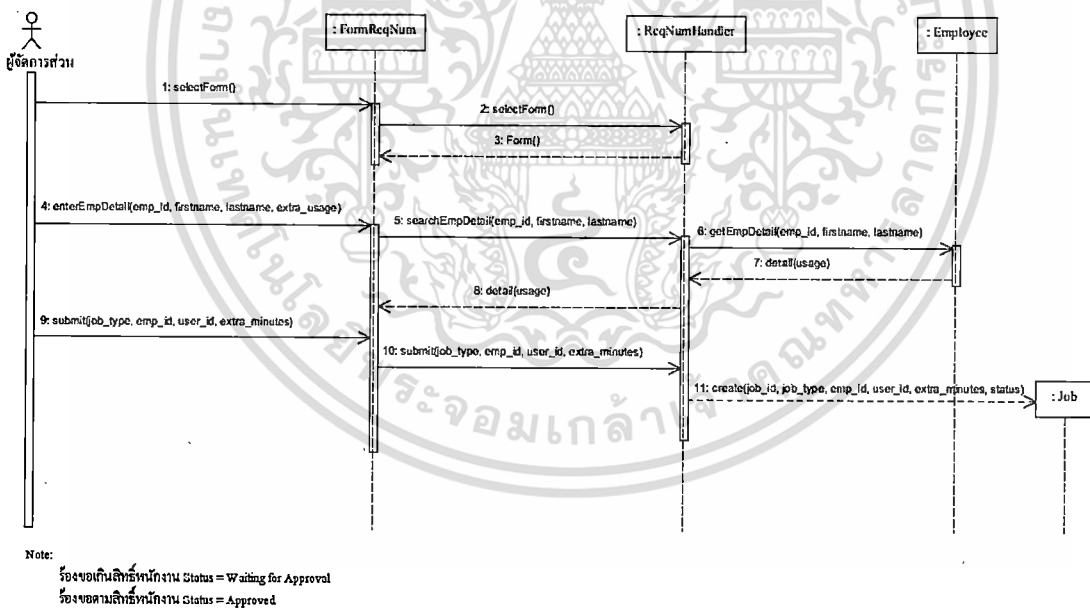 : FormReqNum
: ReqNumHandler
: Employee
ผู้จัดการส่วน
1: selectForm()
2: selectForm()
3: Form()
4: enterEmpDetail(emp_id, firstname, lastname, extra_usage)
5: searchEmpDetail(emp_id, firstname, lastname)
6: getEmpDetail(emp_id, firstname, lastname)
7: detail(usage)
8: detail(usage)
9: submit(job_type, emp_id, user_id, extra_minutes)
10: submit(job_type, emp_id, user_id, extra_minutes)
11: create(job_id, job_type, emp_id, user_id, extra_minutes, status)
: Job
Note:
ร้องขอเกินสิทธิ์พนักงาน Status = Waiting for Approval
ร้องขอตามสิทธิ์พนักงาน Status = Approved